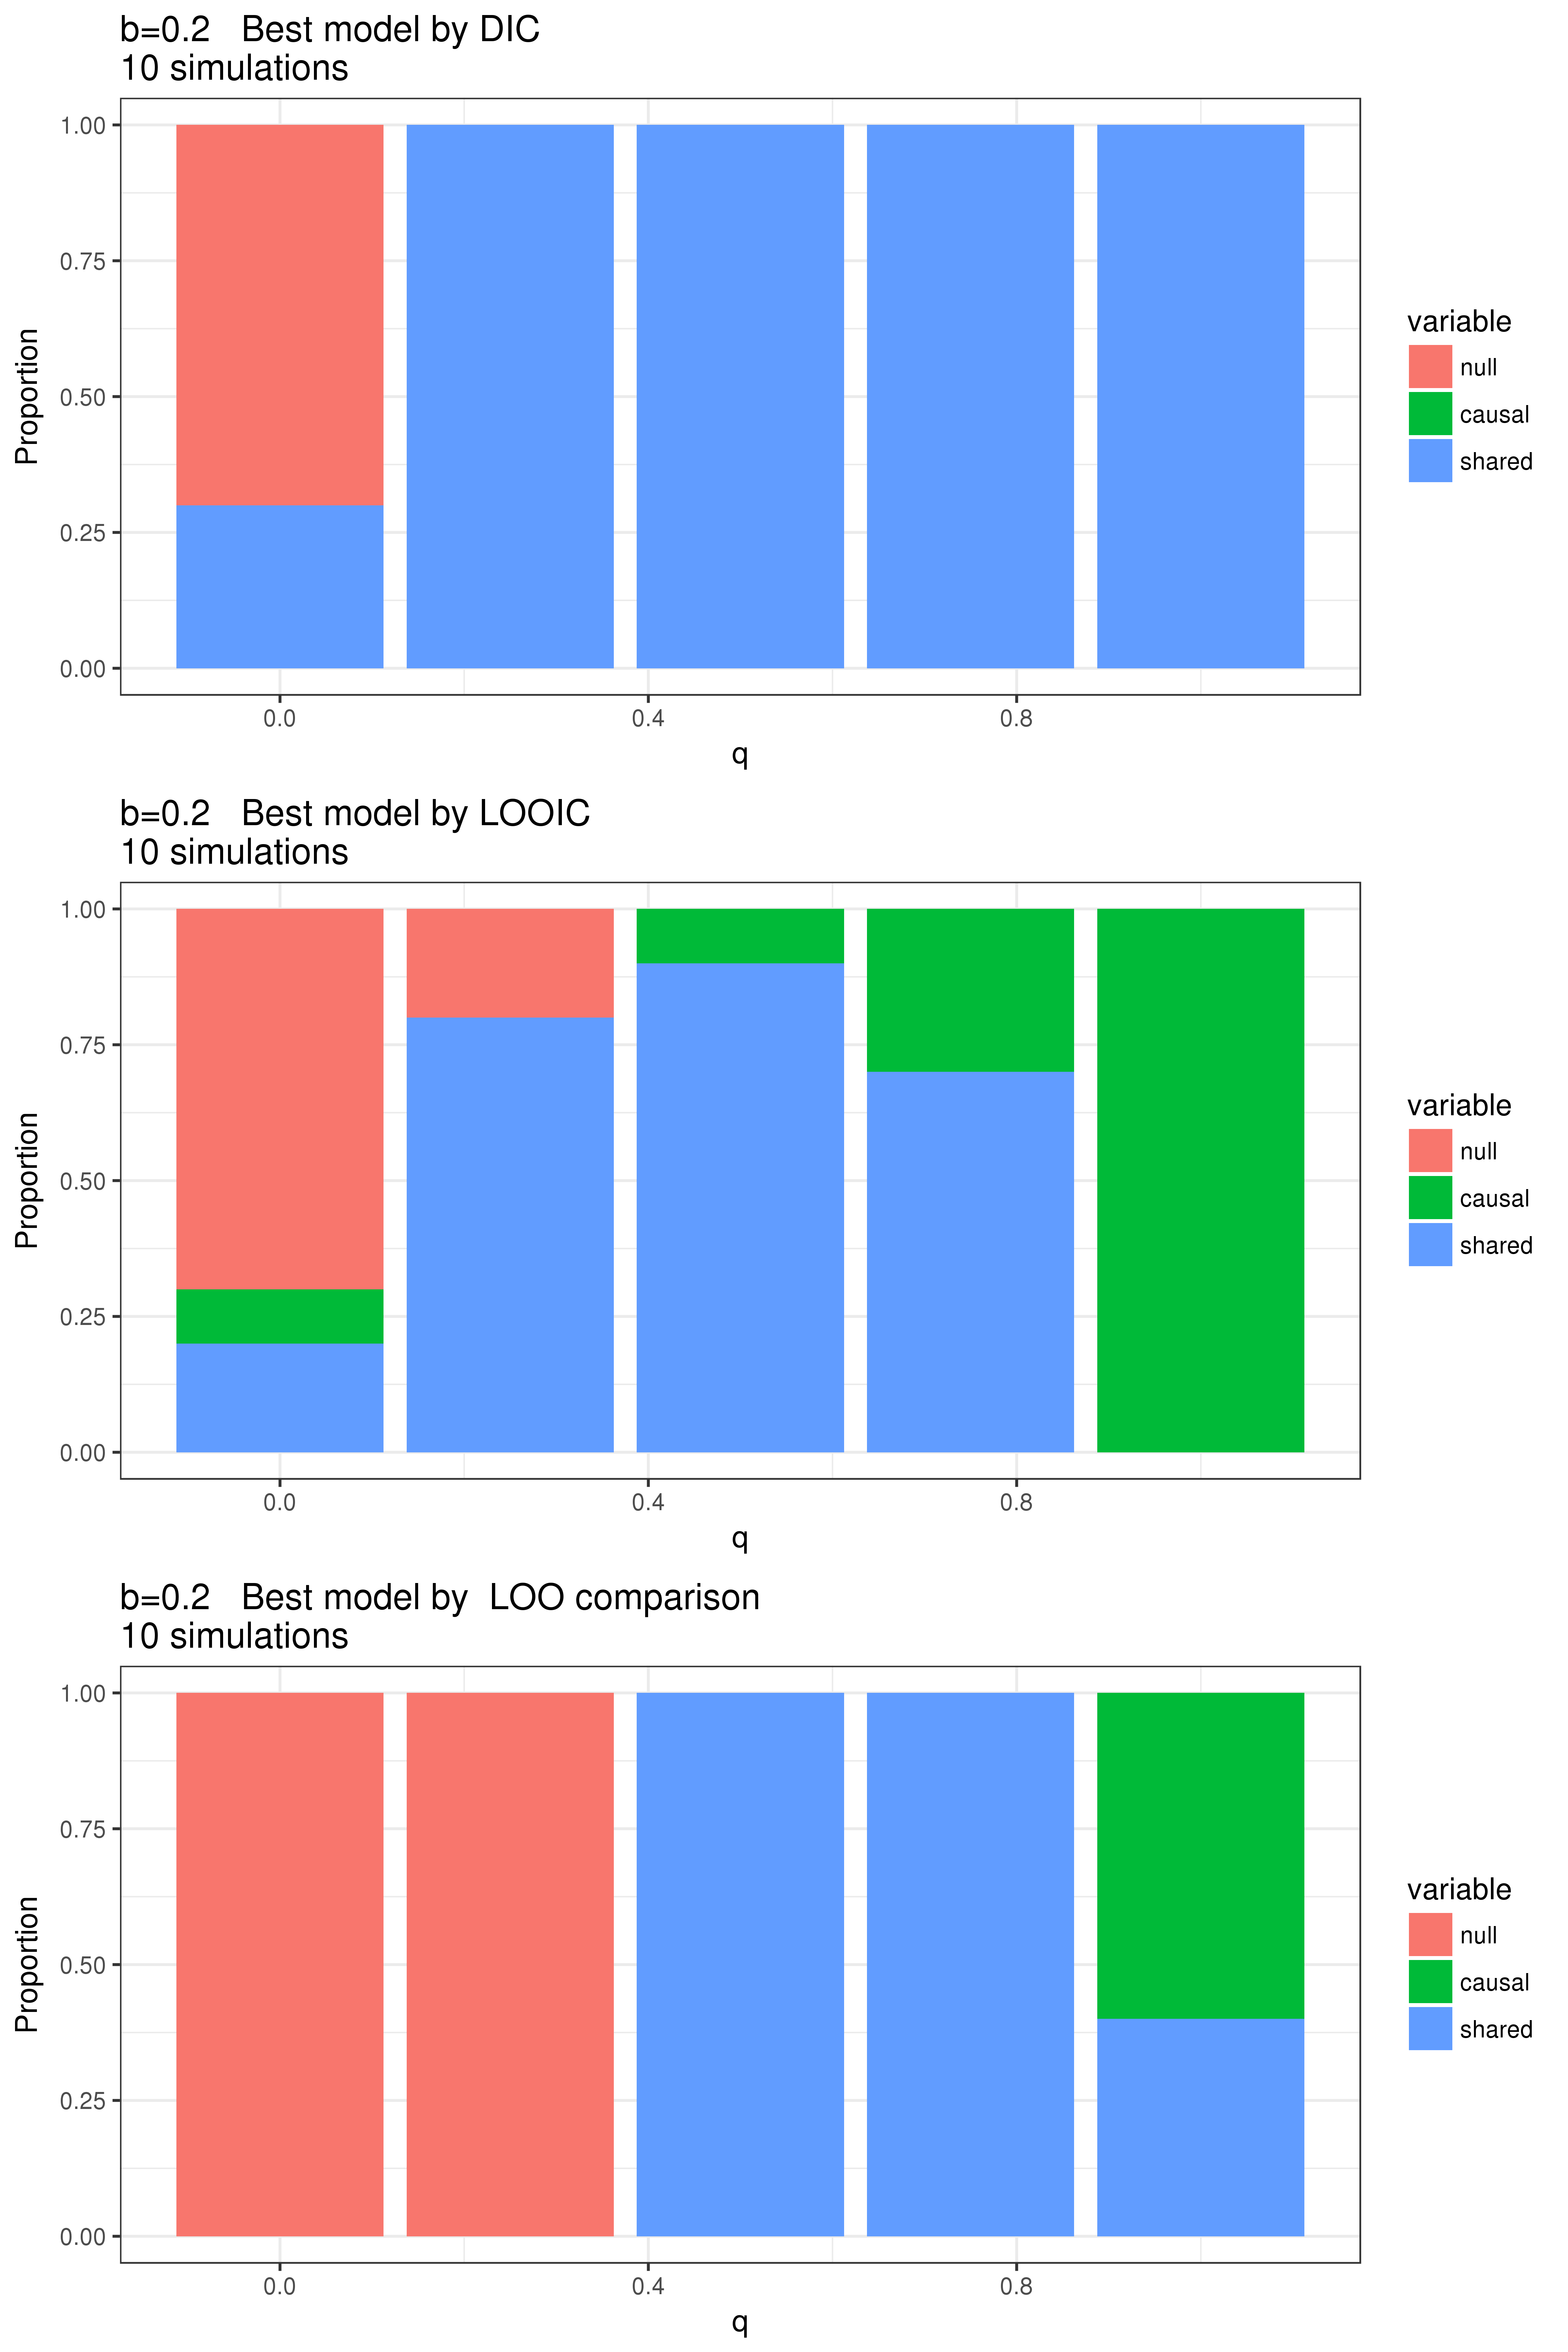 b=0.2   Best model by DIC
10 simulations
1.00
0.75
0.50
0.25
0.00
Proportion
0.0
0.4
0.8
q
variable
null
causal
shared
b=0.2   Best model by LOOIC
10 simulations
1.00
0.75
0.50
0.25
0.00
Proportion
0.0
0.4
0.8
q
variable
null
causal
shared
b=0.2   Best model by  LOO comparison
10 simulations
1.00
0.75
0.50
0.25
0.00
Proportion
0.0
0.4
0.8
q
variable
null
causal
shared